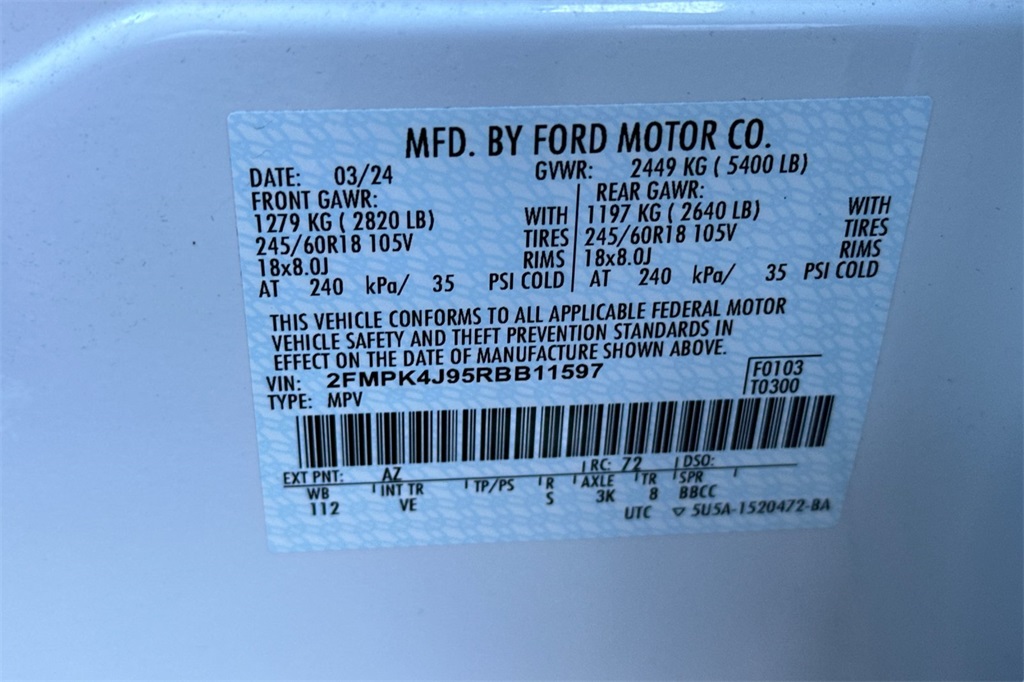 MFD. BY FORD MOTOR CO.
DATE: 03/24 GVWR: 2449 KG ( 5400 LB)
FRONT GAWR: REAR GAWR:
1279 KG ( 2820 LB) WITH 1197 KG ( 2640 LB) WITH
245/60R18 105V TIRES 245/60R18 105V TIRES
18x8.0J RIMS 18x8.0J RIMS
AT 240 kPa/ 35 PSI COLD AT 240 kPa/ 35 PSI COLD
THIS VEHICLE CONFORMS TO ALL APPLICABLE FEDERAL MOTOR
VEHICLE SAFETY AND THEFT PREVENTION STANDARDS IN
EFFECT ON THE DATE OF MANUFACTURE SHOWN ABOVE.
VIN: 2FMPK4J95RBB11597 F0103
TYPE: MPV T0300
EXT PNT: AZ RC: 72 DSO:
WB INT TR TP/PS R AXLE TR SPR
112 VE S 3K 8 BBCC
UTC ▽ 5U5A-1520472-BA